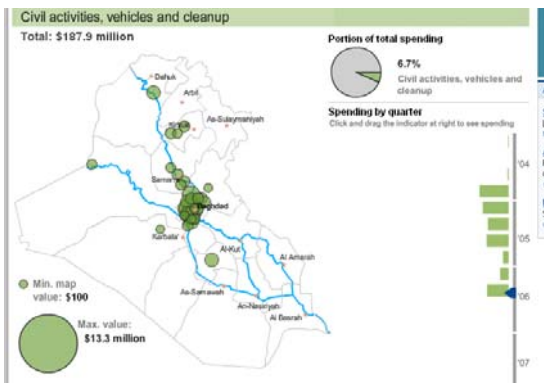 Civil activities, vehicles and cleanup
Total: $187.9 million
Portion of total spending
6.7%
Civil activities, vehicles and
cleanup
Spending by quarter
Click and drag the indicator at right to see spending
Dahuk
Arbil
As-Sulaymaniyah
Samarra
Baghdad
Karbala'
Al-Kut
Al Amarah
As-Samawah
An-Nasiriyah
Al Basrah
Min. map
value: $100
Max. value:
$13.3 million
'04
'05
'06
'07